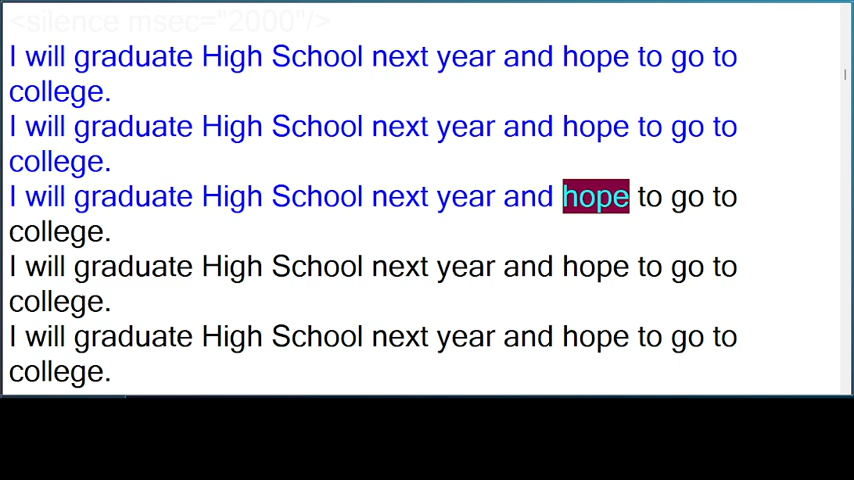 <silence msec="2000"/>
I will graduate High School next year and hope to go to
college.
I will graduate High School next year and hope to go to
college.
I will graduate High School next year and hope to go to
college.
I will graduate High School next year and hope to go to
college.
I will graduate High School next year and hope to go to
college.